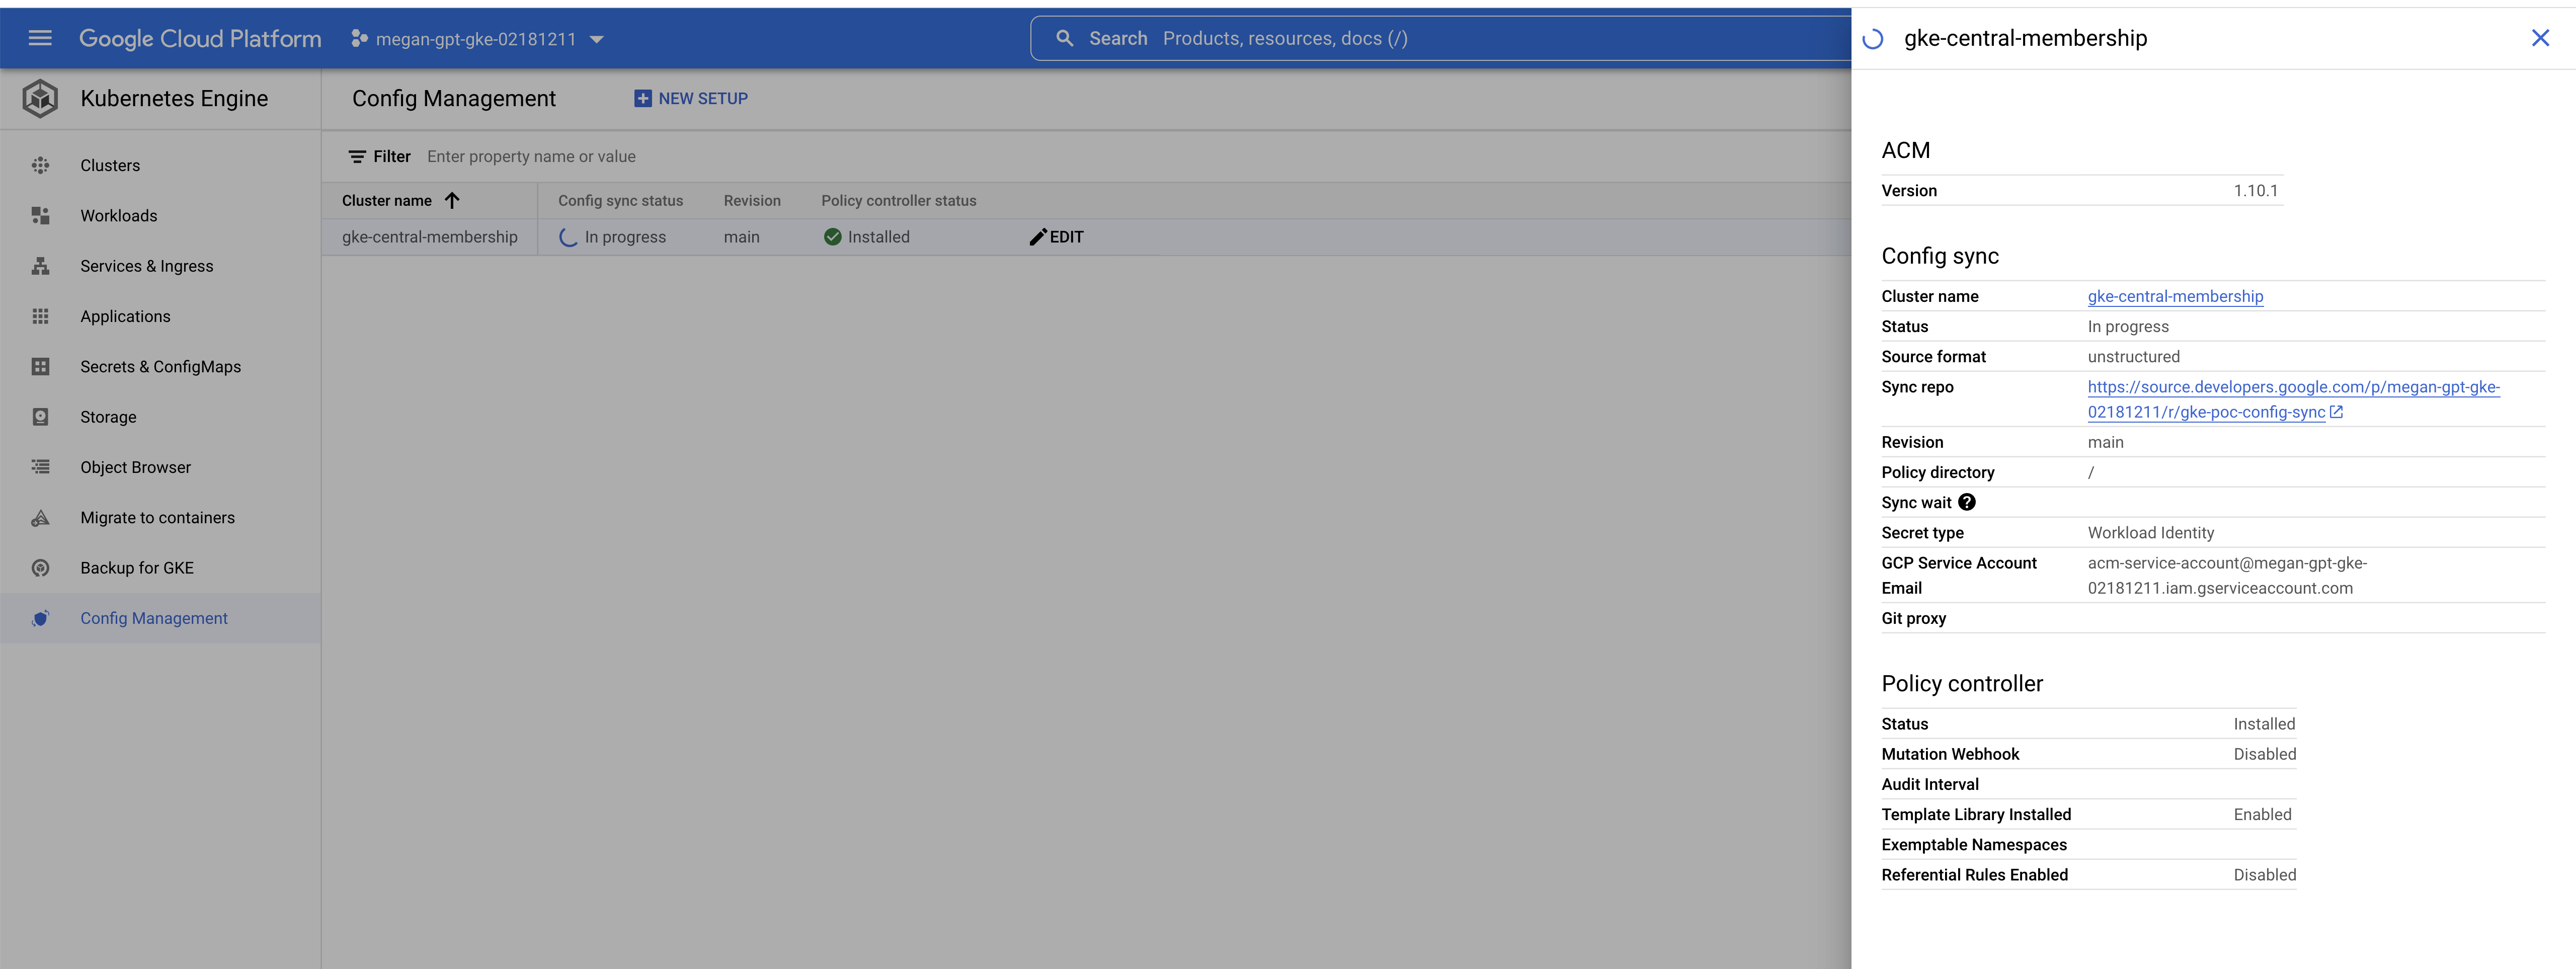 Google Cloud Platform
megan-gpt-gke-02181211
Search Products, resources, docs (/)
Kubernetes Engine
Clusters
Workloads
Services & Ingress
Applications
Secrets & ConfigMaps
Storage
Object Browser
Migrate to containers
Backup for GKE
Config Management
Config Management
NEW SETUP
Filter Enter property name or value
Cluster name Config sync status Revision Policy controller status
gke-central-membership In progress main Installed EDIT
gke-central-membership
ACM
Version 1.10.1
Config sync
Cluster name gke-central-membership
Status In progress
Source format unstructured
Sync repo https://source.developers.google.com/p/megan-gpt-gke-
02181211/r/gke-poc-config-sync
Revision main
Policy directory /
Sync wait ?
Secret type Workload Identity
GCP Service Account acm-service-account@megan-gpt-gke-
Email 02181211.iam.gserviceaccount.com
Git proxy
Policy controller
Status Installed
Mutation Webhook Disabled
Audit Interval
Template Library Installed Enabled
Exemptable Namespaces
Referential Rules Enabled Disabled